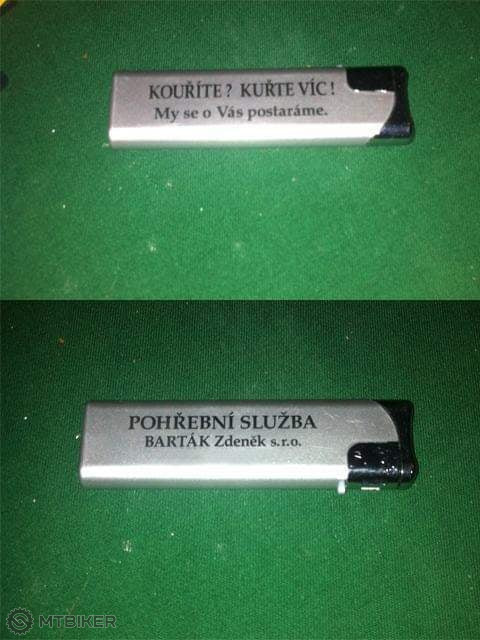 KOUŘÍTE? KUŘTE VÍC!
My se o Vás postaráme.
POHŘEBNÍ SLUŽBA
BARTÁK Zdeněk s.r.o.
MTBIKER